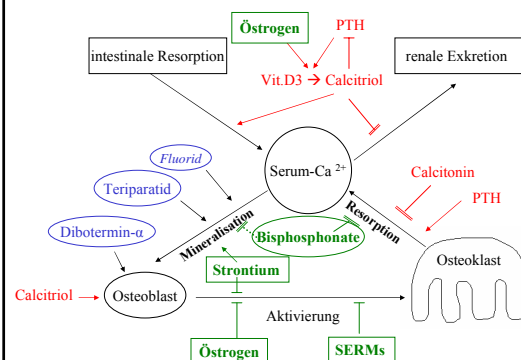 Östrogen
PTH
intestinale Resorption
renale Exkretion
Vit.D3 → Calcitriol
Fluorid
Serum-Ca 2+
Calcitonin
Teriparatid
PTH
Mineralisation
Resorption
Dibotermin-α
Bisphosphonate
Osteoklast
Strontium
Calcitriol
Osteoblast
Aktivierung
Östrogen
SERMs